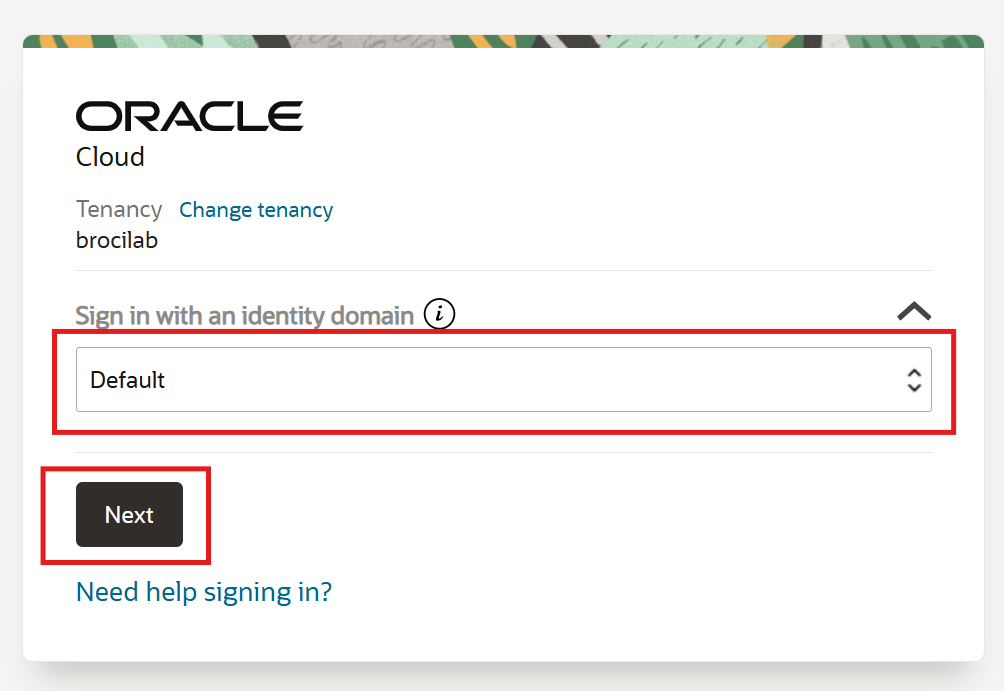 ORACLE
Cloud
Tenancy Change tenancy
brocilab
Sign in with an identity domain i
Default
Next
Need help signing in?